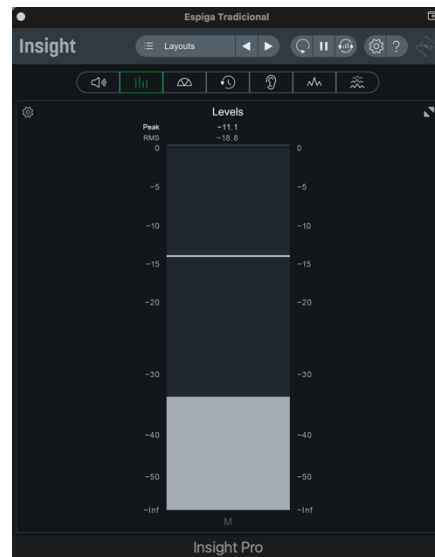 Espiga Tradicional
Insight
Layouts
?
Levels
Peak −11.1
RMS −18.8
0 0
−5 −5
−10 −10
−15 −15
−20 −20
−30 −30
−40 −40
−50 −50
−Inf −Inf
M
Insight Pro